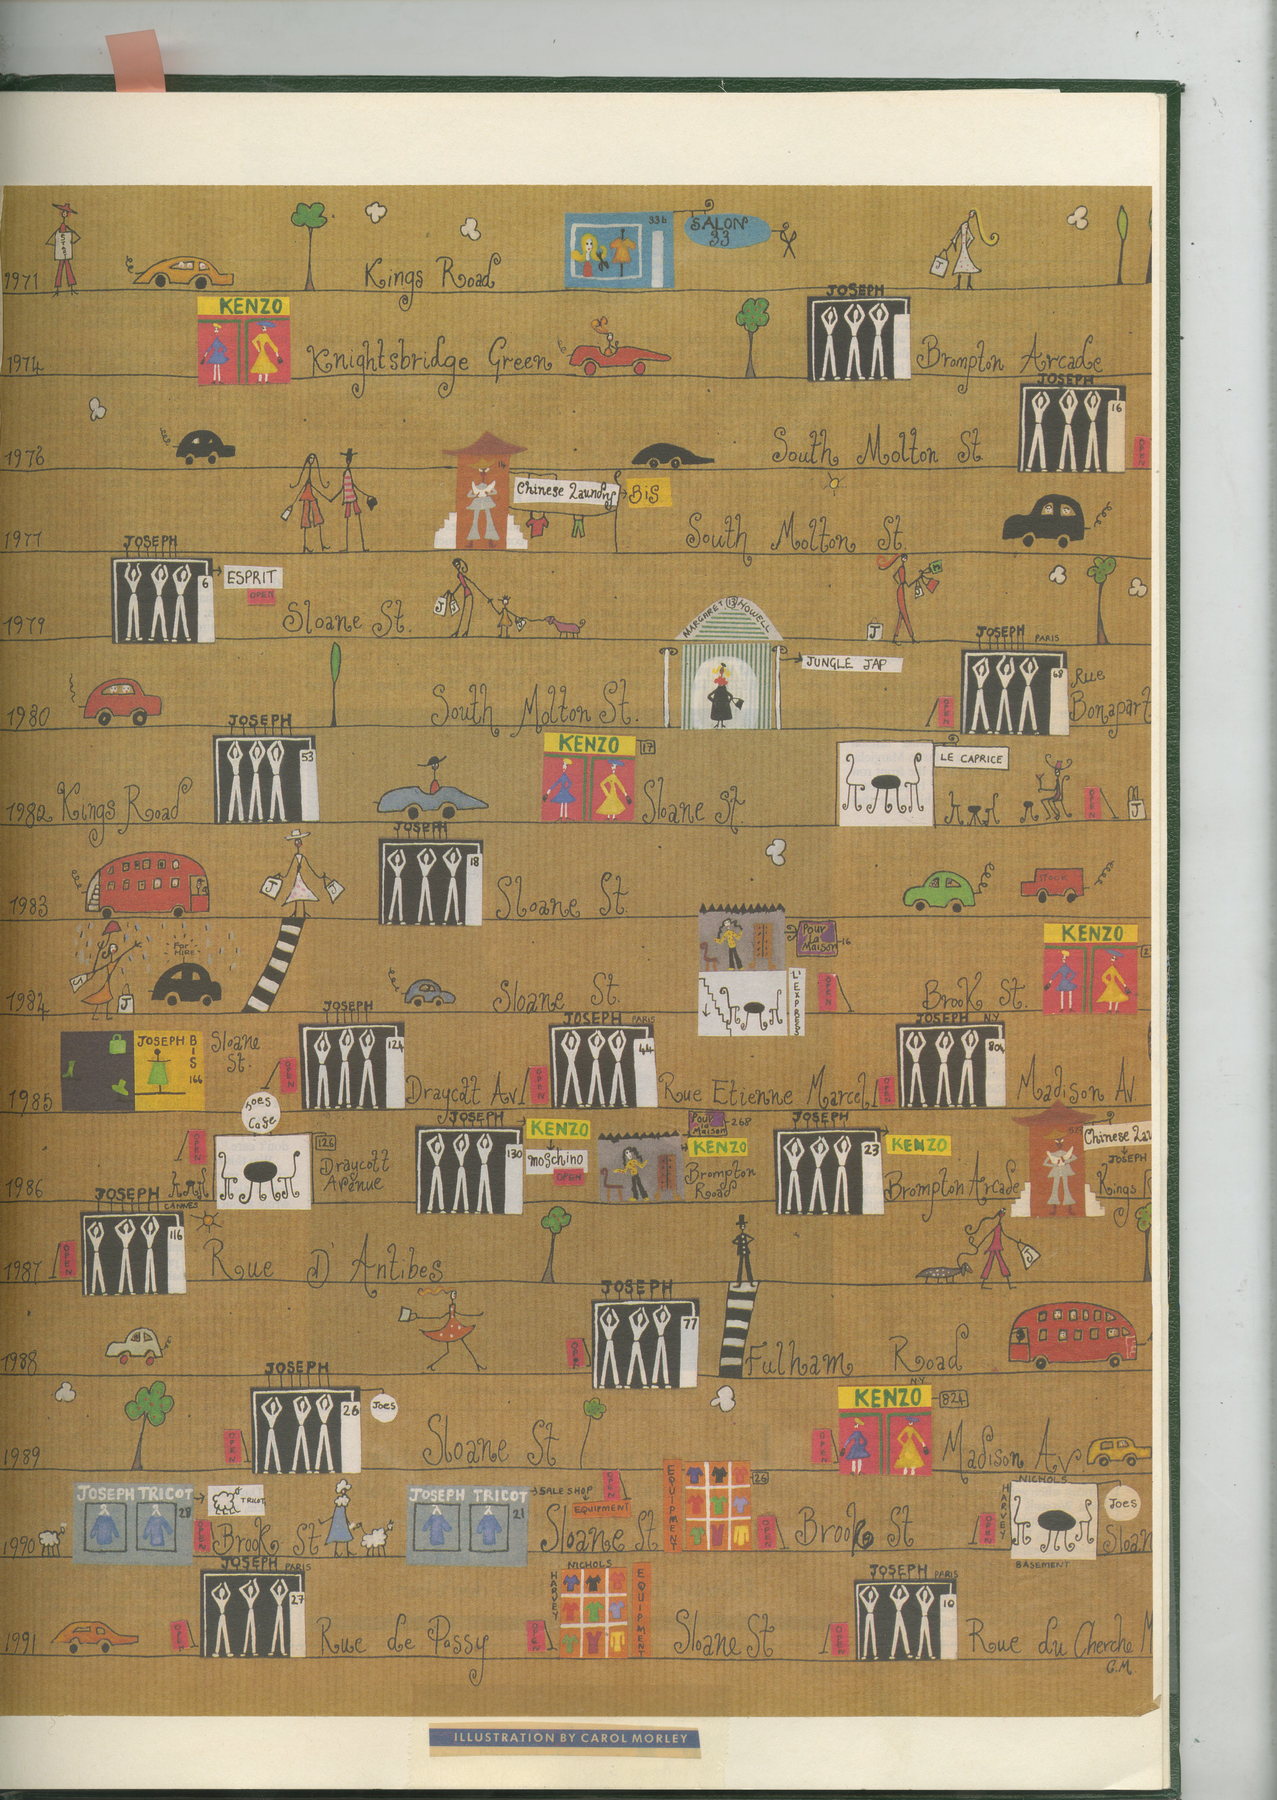 1971 Kings Road 33b SALON 33 J
KENZO JOSEPH
1974 Knightsbridge Green Brompton Arcade
JOSEPH
1976 South Molton St. 16 OPEN
14 Chinese Laundry BIS
1977 South Molton St.
JOSEPH
6 ESPRIT
OPEN
1979 Sloane St. J J J MARGARET 13 HOWELL J
JOSEPH PARIS
JUNGLE JAP
68 Rue
1980 South Molton St. OPEN Bonapart
JOSEPH
53 KENZO 17 LE CAPRICE
1982 Kings Road Sloane St. OPEN J
JOSEPH
18 STOCK
1983 J J Sloane St.
FOR HIRE
Pour La Maison 16 KENZO
1984 J J Sloane St. L'EXPRESS OPEN Brook St.
JOSEPH JOSEPH PARIS JOSEPH N.Y
JOSEPH BIS 166 Sloane St. 124 44 804
1985 OPEN Draycott Av. OPEN Rue Etienne Marcel OPEN Madison Av
Joes Cafe JOSEPH Pour La Maison 268 JOSEPH
OPEN 126 130 KENZO KENZO 23 KENZO Chinese Lau
Moschino JOSEPH
OPEN
1986 Draycott Avenue Brompton Road Brompton Arcade Kings R
JOSEPH CANNES
116
1987 OPEN Rue D'Antibes J
JOSEPH
77
1988 OPEN Fulham Road
JOSEPH N.Y
26 Joes KENZO 824
1989 OPEN Sloane St OPEN Madison Av.
JOSEPH TRICOT TRICOT JOSEPH TRICOT SALE SHOP OPEN EQUIPMENT 26 HARVEY NICHOLS Joes
28 21 EQUIPMENT
1990 OPEN Brook St Sloane St OPEN Brook St OPEN Sloan
BASEMENT
JOSEPH PARIS HARVEY NICHOLS EQUIPMENT JOSEPH PARIS
27 10
1991 OPEN Rue de Passy OPEN Sloane St OPEN Rue du Cherche M
C.M
ILLUSTRATION BY CAROL MORLEY